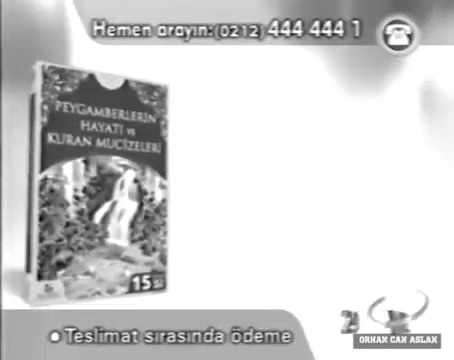 Hemen arayın:(0212) 444 444 1
PEYGAMBERLERİN
HAYATI ve
KURAN MUCİZELERİ
15
• Teslimat sırasında ödeme
ORHAN CAN ASLAN